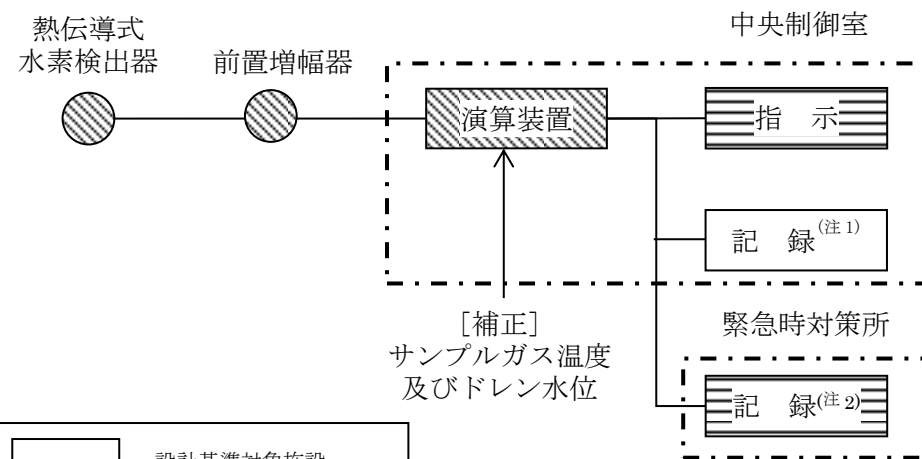 熱伝導式
水素検出器
前置増幅器
中央制御室
演算装置
指 示
記 録(注1)
[補正]
サンプルガス温度
及びドレン水位
緊急時対策所
記 録(注2)
設計基準対象施設